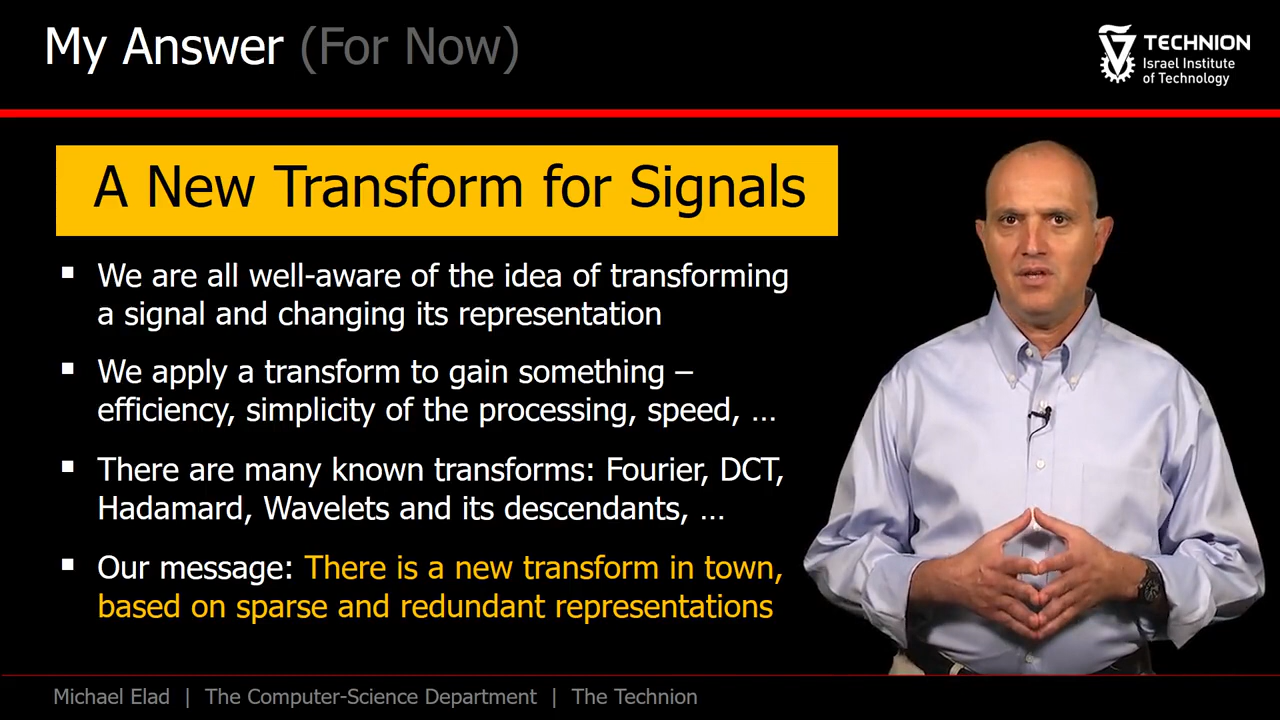 My Answer (For Now)
TECHNION
Israel Institute
of Technology
A New Transform for Signals
▪ We are all well-aware of the idea of transforming
a signal and changing its representation
▪ We apply a transform to gain something –
efficiency, simplicity of the processing, speed, …
▪ There are many known transforms: Fourier, DCT,
Hadamard, Wavelets and its descendants, …
▪ Our message: There is a new transform in town,
based on sparse and redundant representations
Michael Elad | The Computer-Science Department | The Technion